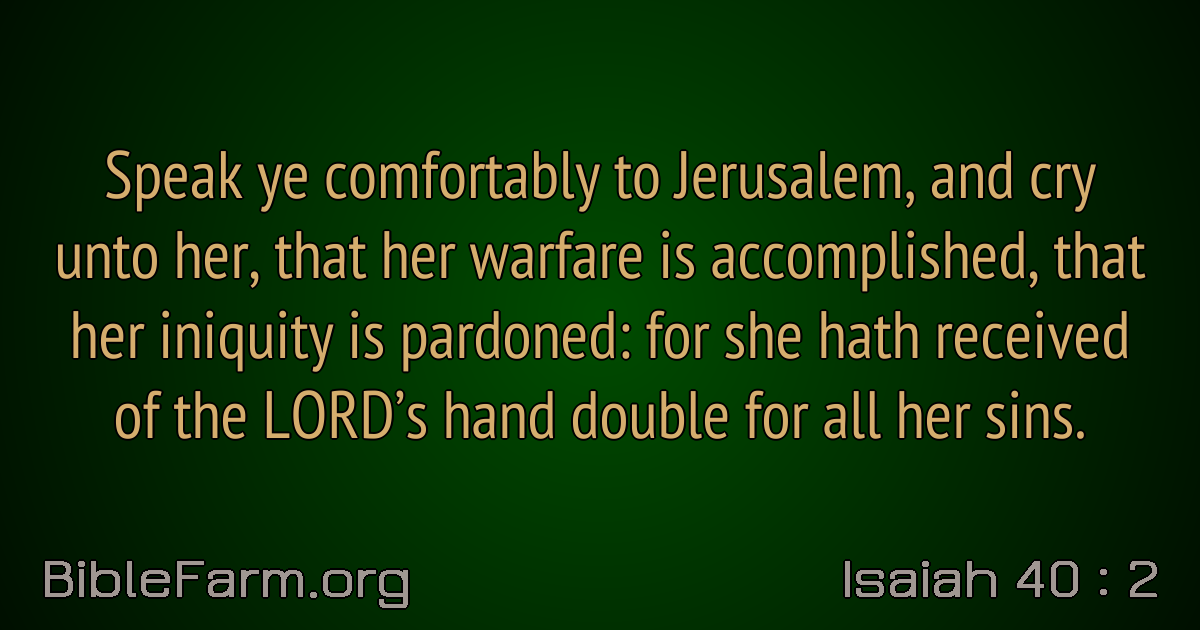 Speak ye comfortably to Jerusalem, and cry
unto her, that her warfare is accomplished, that
her iniquity is pardoned: for she hath received
of the LORD’s hand double for all her sins.
BibleFarm.org
Isaiah 40 : 2